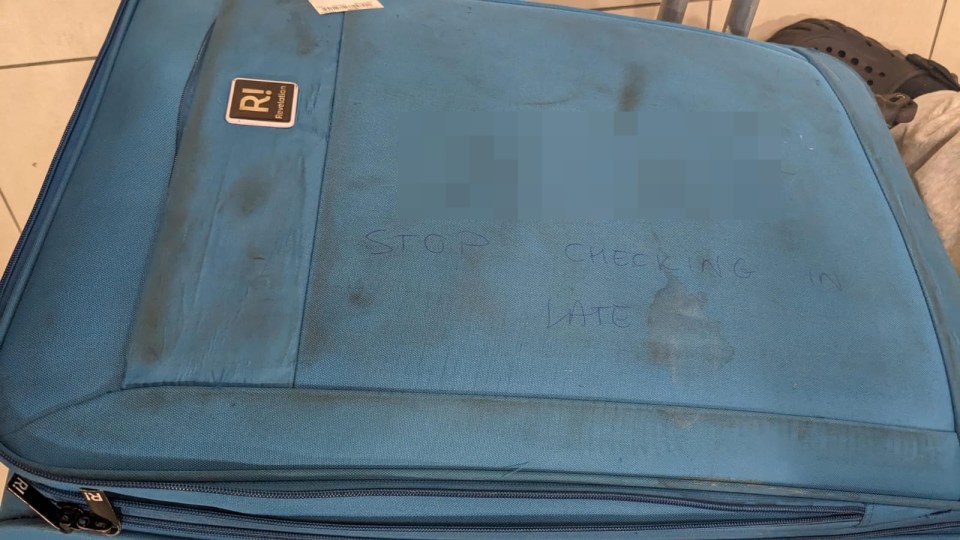 R!
Revelation
STOP CHECKING IN
LATE
R!
R!